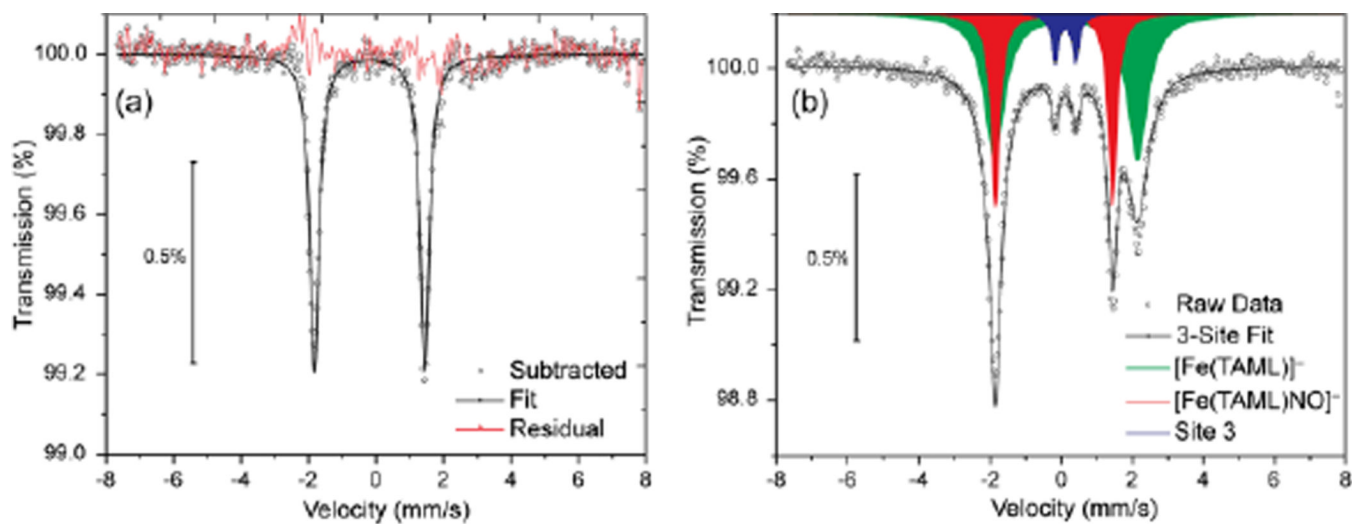 100.0
(a)
99.8
Transmission (%)
99.6
0.5%
99.4
Subtracted
99.2
Fit
Residual
99.0
-8 -6 -4 -2 0 2 4 6 8
Velocity (mm/s)
100.0
(b)
Transmission (%)
99.6
0.5%
99.2
Raw Data
3-Site Fit
[Fe(TAML)]⁻
[Fe(TAML)NO]⁻
98.8
Site 3
-8 -6 -4 -2 0 2 4 6 8
Velocity (mm/s)